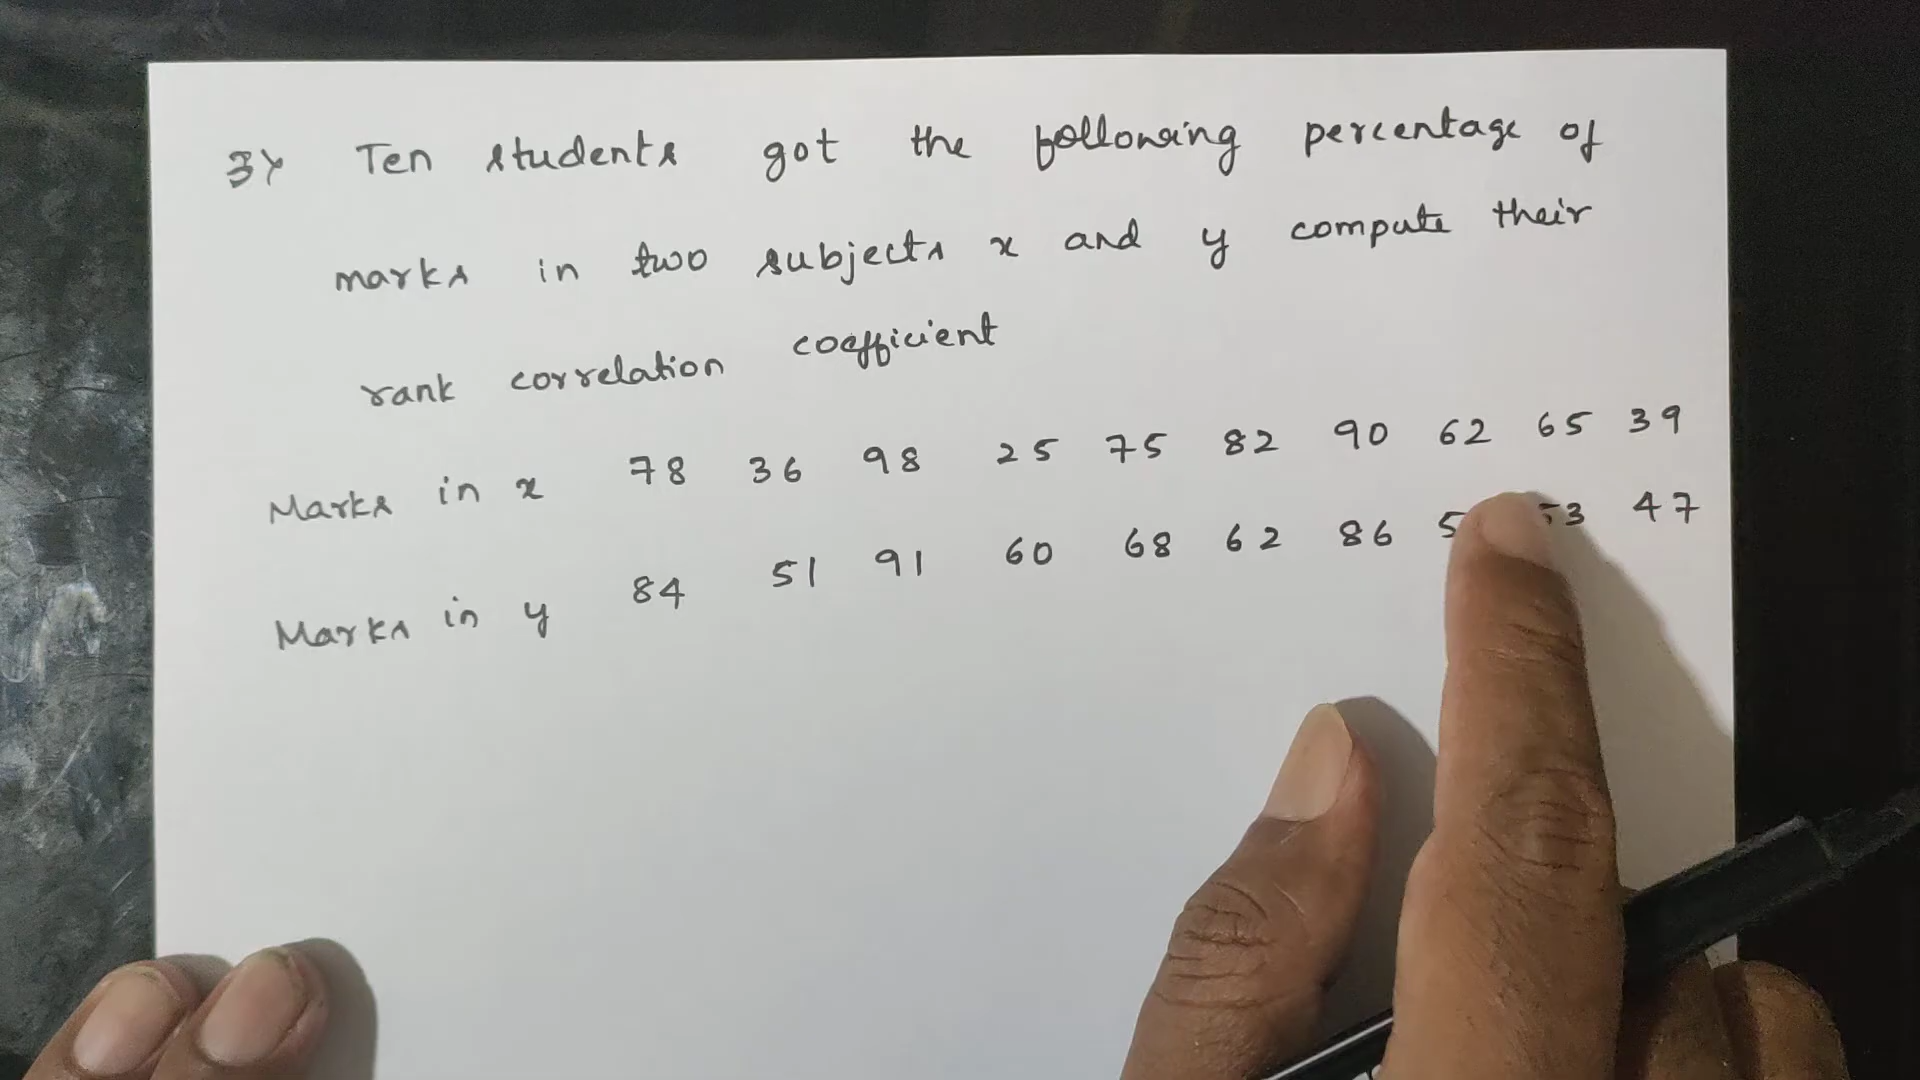 3) Ten students got the following percentage of
marks in two subjects x and y compute their
rank correlation coefficient
Marks in x 78 36 98 25 75 82 90 62 65 39
Marks in y 84 51 91 60 68 62 86 47